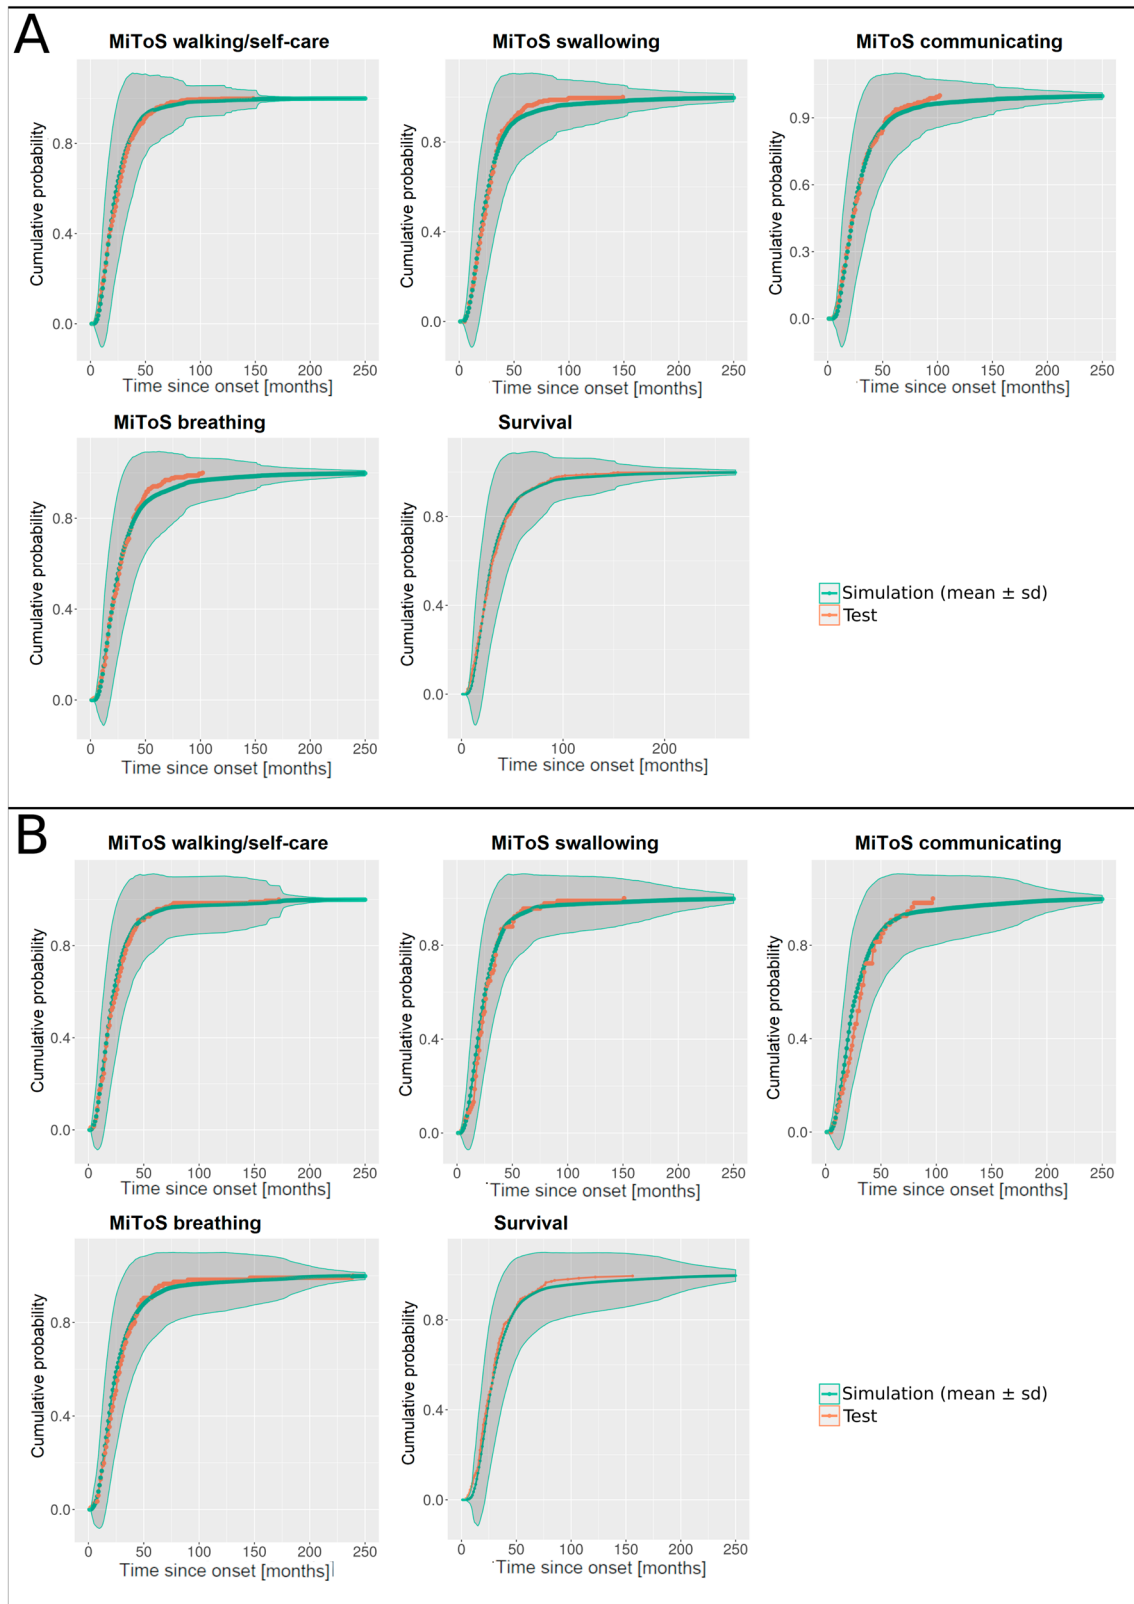 A
MiToS walking/self-care
MiToS swallowing
MiToS communicating
Cumulative probability
0.8
0.4
0.0
0 50 100 150 200 250
Time since onset [months]
Cumulative probability
0.8
0.4
0.0
0 50 100 150 200 250
Time since onset [months]
Cumulative probability
0.9
0.6
0.3
0.0
0 50 100 150 200 250
Time since onset [months]
MiToS breathing
Survival
Cumulative probability
0.8
0.4
0.0
0 50 100 150 200 250
Time since onset [months]
Cumulative probability
0.8
0.4
0.0
0 100 200
Time since onset [months]
Simulation (mean ± sd)
Test
B
MiToS walking/self-care
MiToS swallowing
MiToS communicating
Cumulative probability
0.8
0.4
0.0
0 50 100 150 200 250
Time since onset [months]
Cumulative probability
0.8
0.4
0.0
0 50 100 150 200 250
Time since onset [months]
Cumulative probability
0.8
0.4
0.0
0 50 100 150 200 250
Time since onset [months]
MiToS breathing
Survival
Cumulative probability
0.8
0.4
0.0
0 50 100 150 200 250
Time since onset [months]
Cumulative probability
0.8
0.4
0.0
0 50 100 150 200 250
Time since onset [months]
Simulation (mean ± sd)
Test